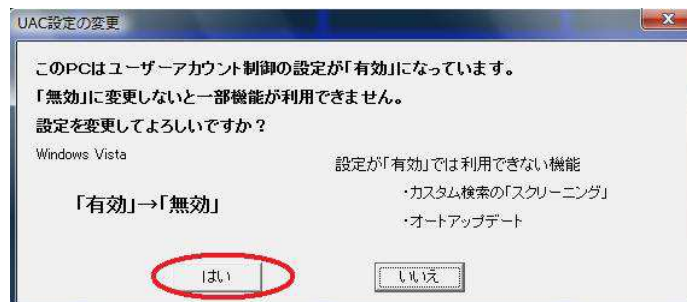 UAC設定の変更
このPCはユーザーアカウント制御の設定が「有効」になっています。
「無効」に変更しないと一部機能が利用できません。
設定を変更してよろしいですか？
Windows Vista
設定が「有効」では利用できない機能
・カスタム検索の「スクリーニング」
「有効」→「無効」
・オートアップデート
はい
いいえ